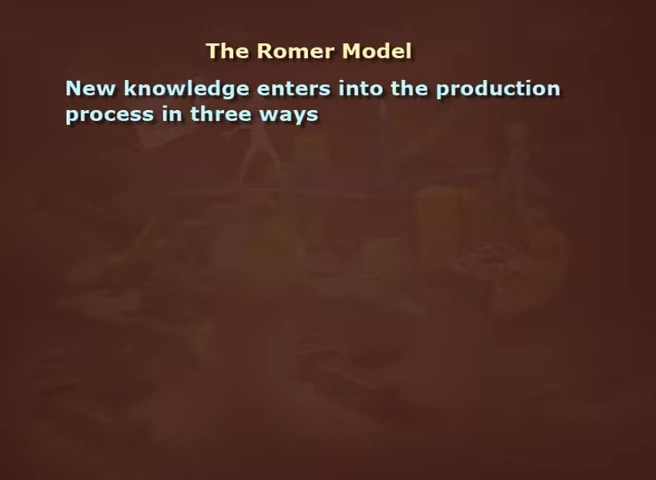 The Romer Model
New knowledge enters into the production
process in three ways